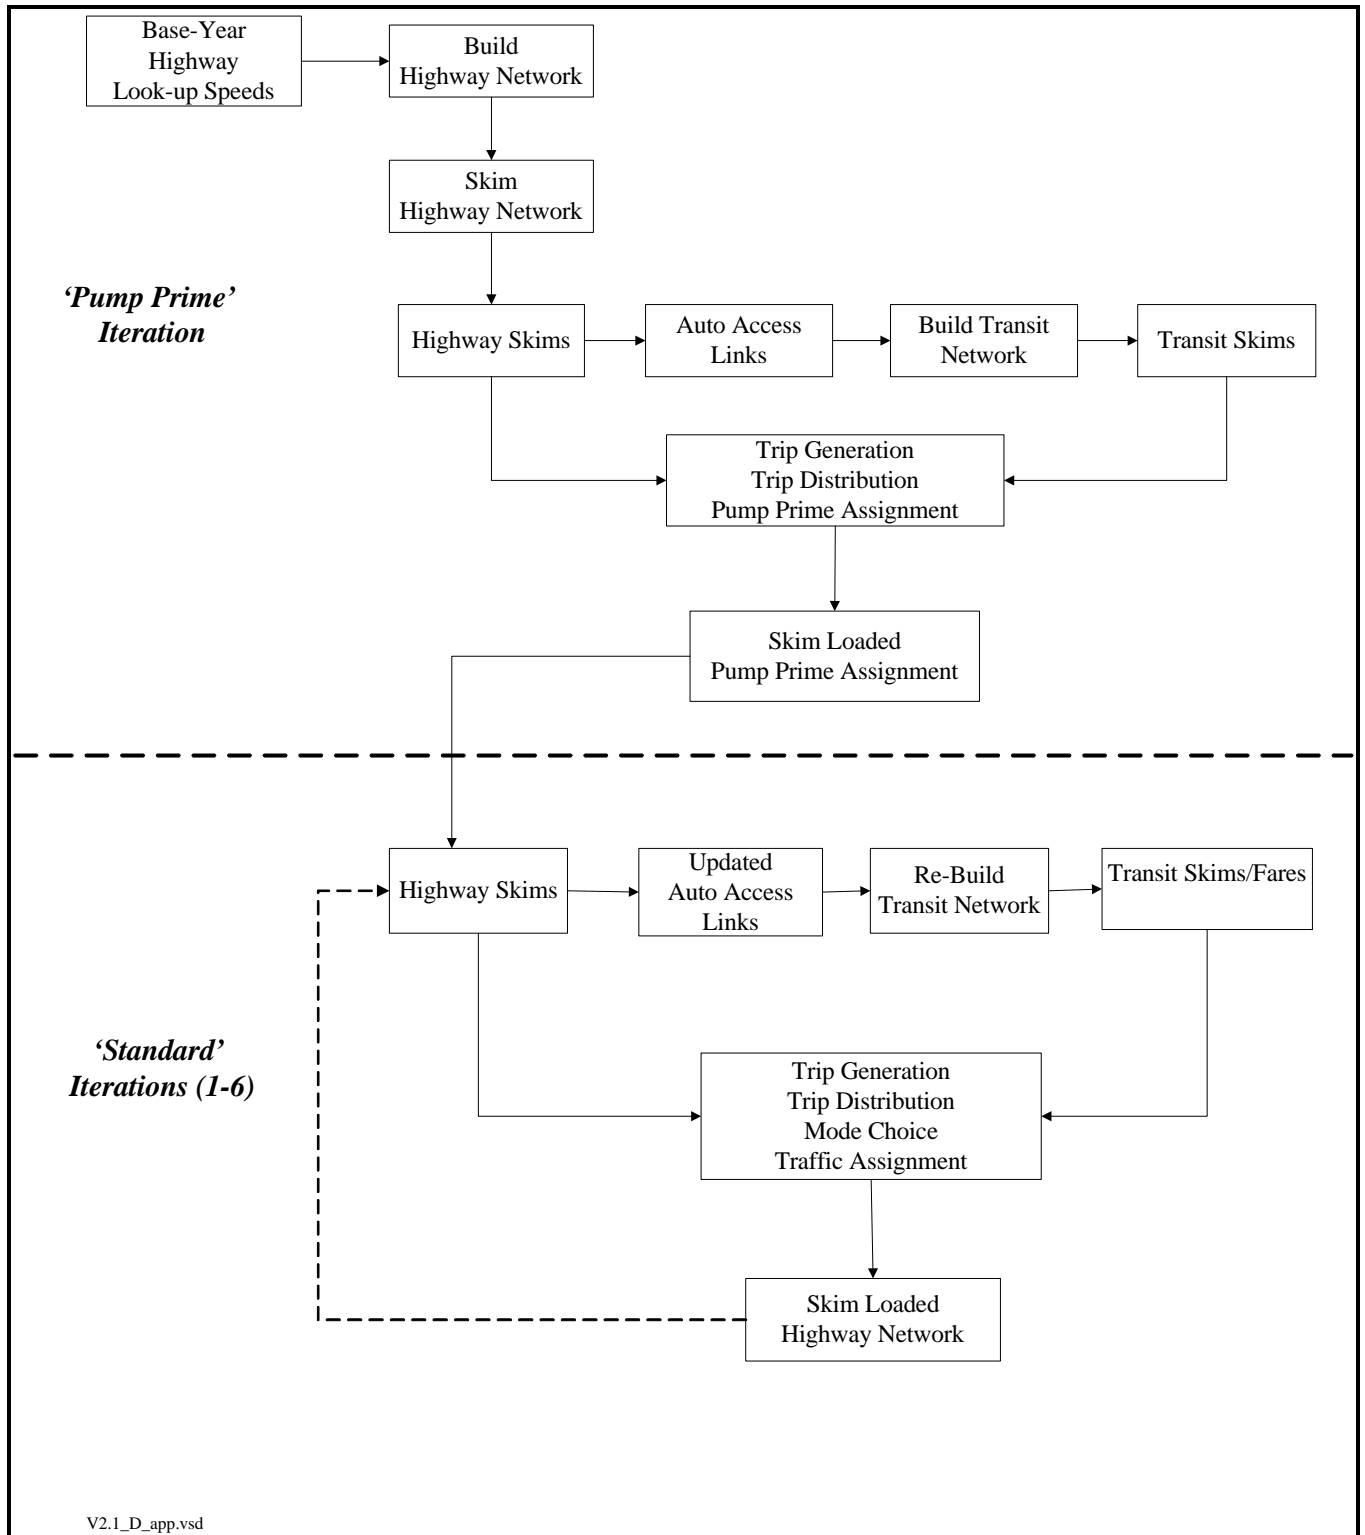 Base-Year
Highway
Look-up Speeds
Build
Highway Network
Skim
Highway Network
‘Pump Prime’
Iteration
Highway Skims
Auto Access
Links
Build Transit
Network
Transit Skims
Trip Generation
Trip Distribution
Pump Prime Assignment
Skim Loaded
Pump Prime Assignment
Highway Skims
Updated
Auto Access
Links
Re-Build
Transit Network
Transit Skims/Fares
‘Standard’
Iterations (1-6)
Trip Generation
Trip Distribution
Mode Choice
Traffic Assignment
Skim Loaded
Highway Network
V2.1_D_app.vsd